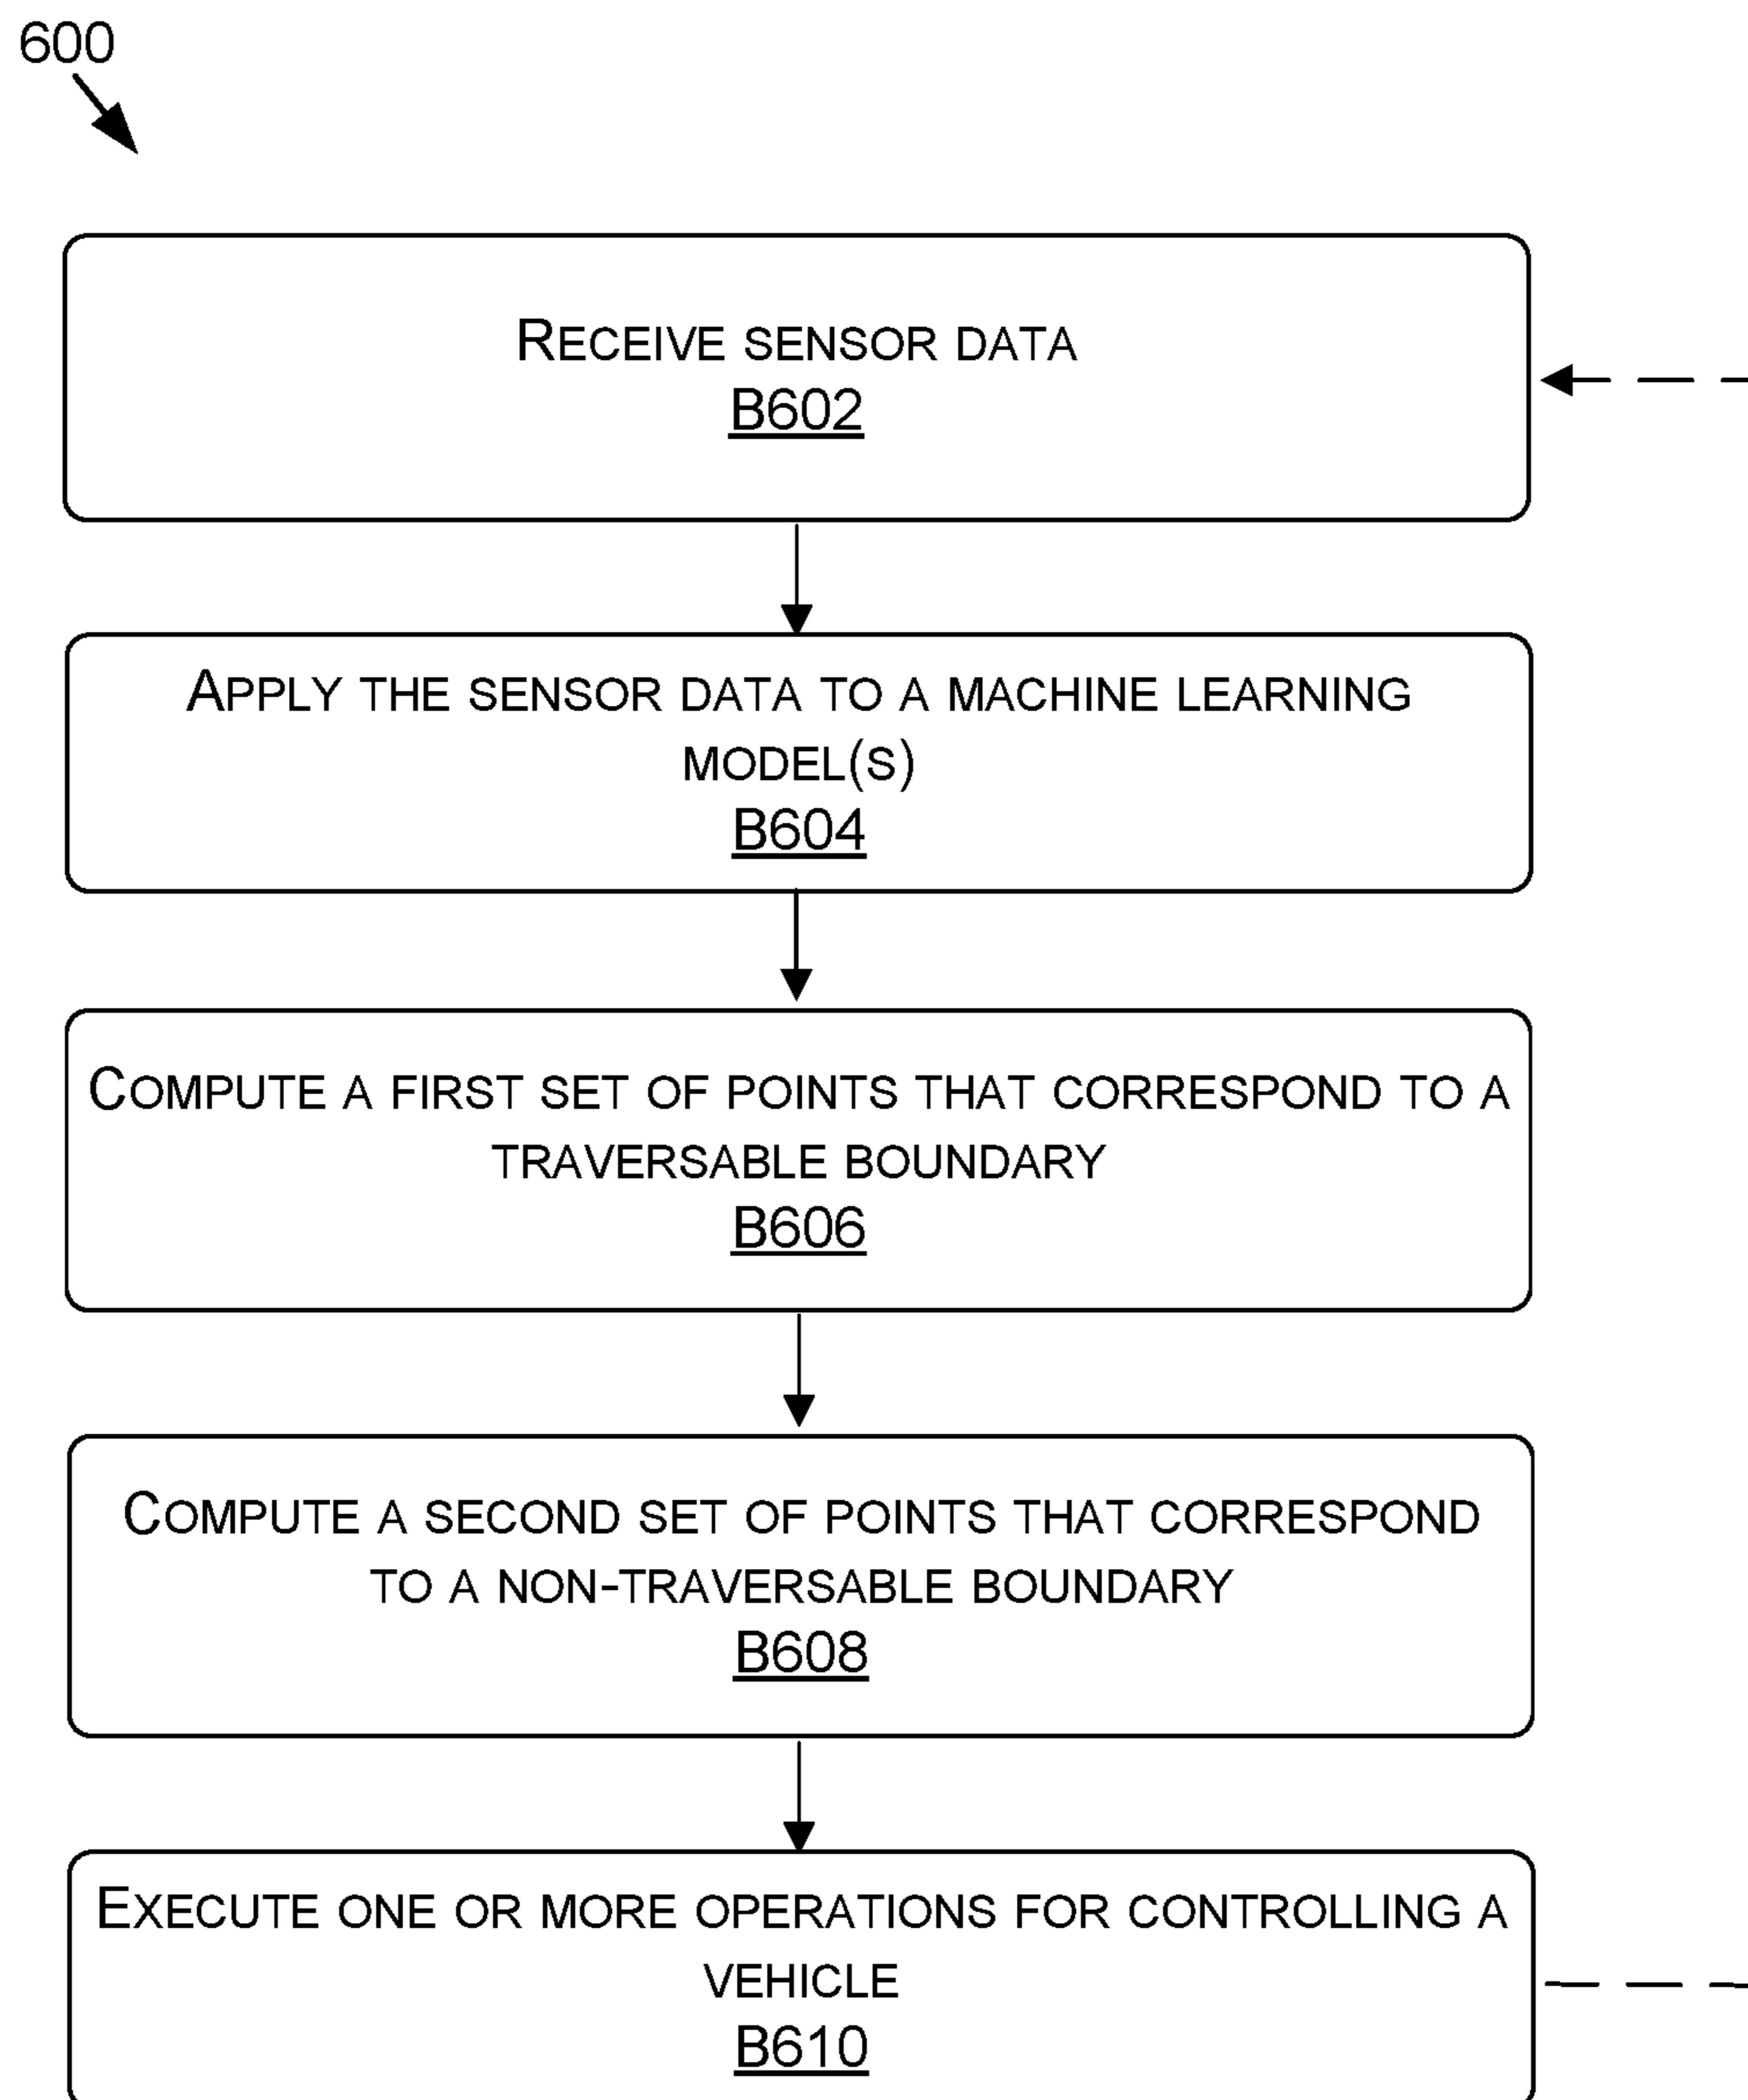 600
RECEIVE SENSOR DATA
B602
APPLY THE SENSOR DATA TO A MACHINE LEARNING
MODEL(S)
B604
COMPUTE A FIRST SET OF POINTS THAT CORRESPOND TO A
TRAVERSABLE BOUNDARY
B606
COMPUTE A SECOND SET OF POINTS THAT CORRESPOND
TO A NON-TRAVERSABLE BOUNDARY
B608
EXECUTE ONE OR MORE OPERATIONS FOR CONTROLLING A
VEHICLE
B610